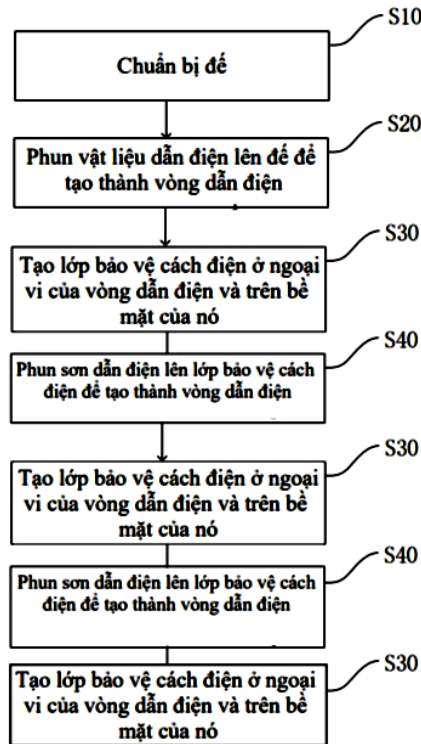 S10
Chuẩn bị đế
S20
Phun vật liệu dẫn điện lên đế để
tạo thành vòng dẫn điện
S30
Tạo lớp bảo vệ cách điện ở ngoại
vi của vòng dẫn điện và trên bề
mặt của nó
S40
Phun sơn dẫn điện lên lớp bảo vệ cách
điện để tạo thành vòng dẫn điện
S30
Tạo lớp bảo vệ cách điện ở ngoại
vi của vòng dẫn điện và trên bề
mặt của nó
S40
Phun sơn dẫn điện lên lớp bảo vệ cách
điện để tạo thành vòng dẫn điện
S30
Tạo lớp bảo vệ cách điện ở ngoại
vi của vòng dẫn điện và trên bề
mặt của nó